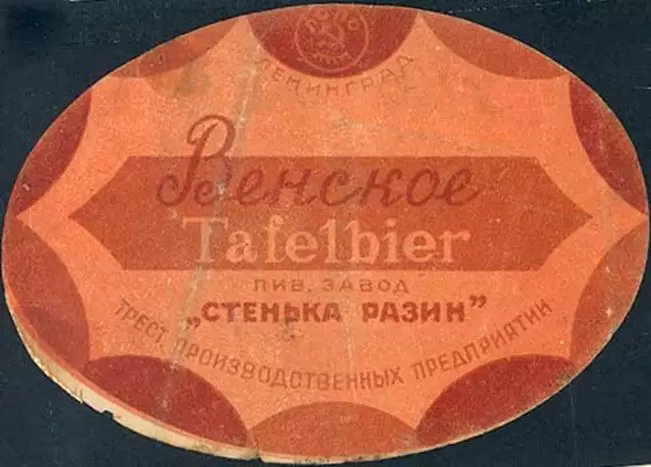 ЛЕНИНГРАД
Венское
Tafelbier
ПИВ. ЗАВОД
„СТЕНЬКА РАЗИН”
ТРЕСТ ПРОИЗВОДСТВЕННЫХ ПРЕДПРИЯТИЙ